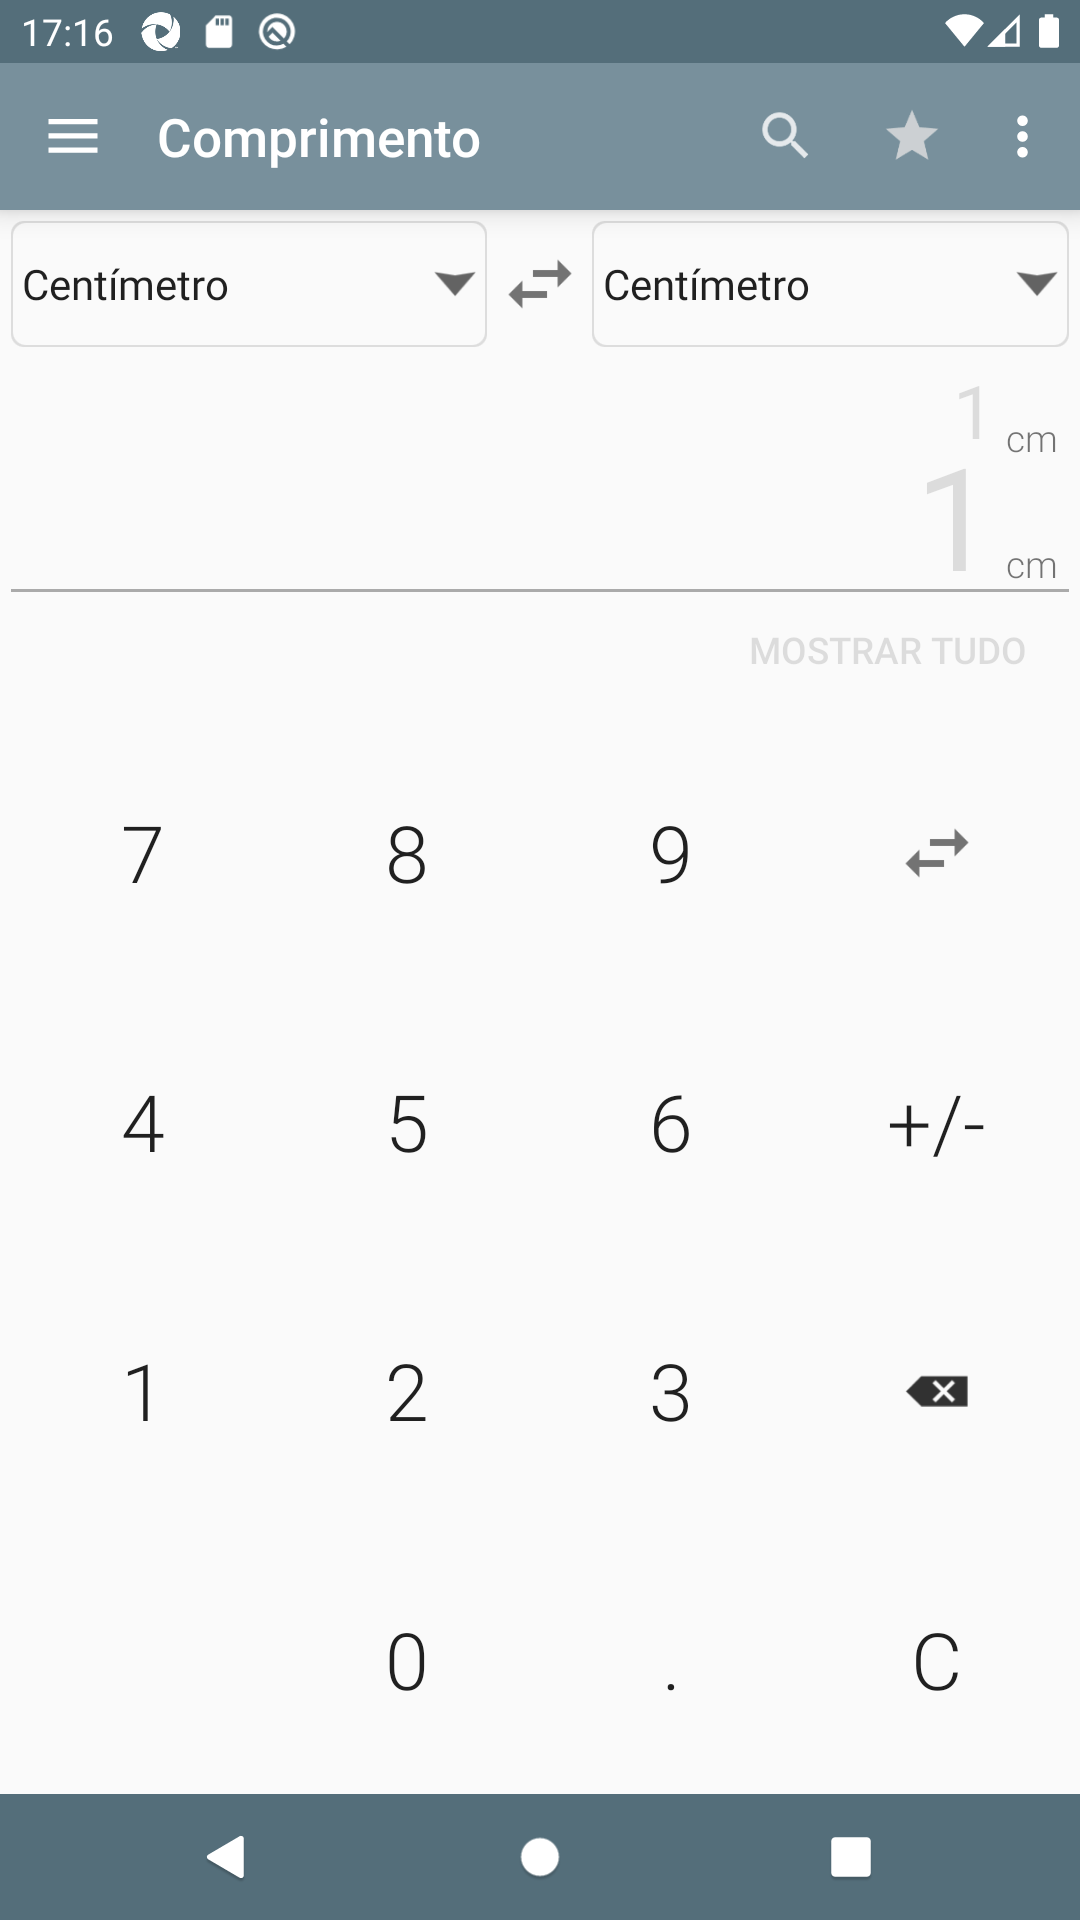 17:16
Comprimento
Centímetro Centímetro
1 cm
1 cm
MOSTRAR TUDO
7 8 9
4 5 6 +/-
1 2 3
0 . C